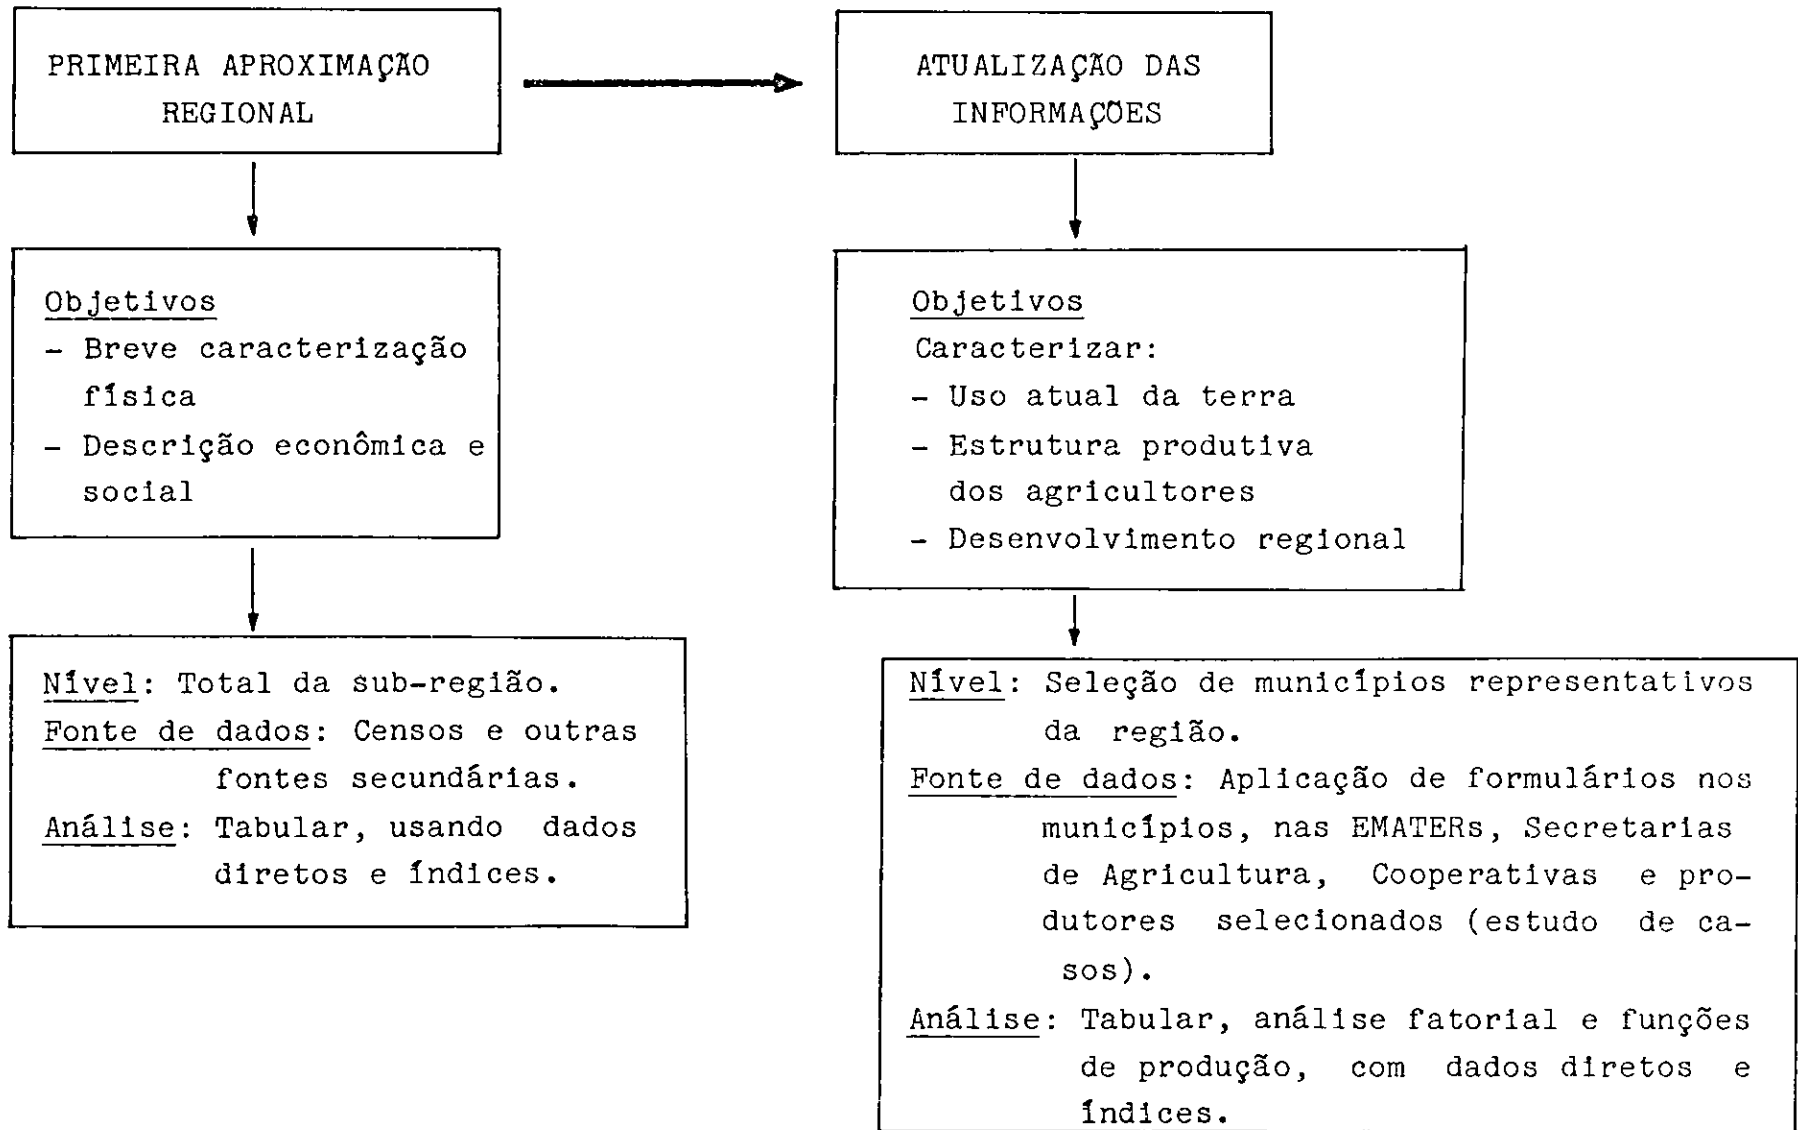 PRIMEIRA APROXIMAÇÃO
REGIONAL
ATUALIZAÇÃO DAS
INFORMAÇÕES
Objetivos
- Breve caracterização
física
- Descrição econômica e
social
Objetivos
Caracterizar:
- Uso atual da terra
- Estrutura produtiva
dos agricultores
- Desenvolvimento regional
Nível: Total da sub-região.
Fonte de dados: Censos e outras
fontes secundárias.
Análise: Tabular, usando dados
diretos e índices.
Nível: Seleção de municípios representativos
da região.
Fonte de dados: Aplicação de formulários nos
municípios, nas EMATERs, Secretarias
de Agricultura, Cooperativas e pro-
dutores selecionados (estudo de ca-
sos).
Análise: Tabular, análise fatorial e funções
de produção, com dados diretos e
índices.